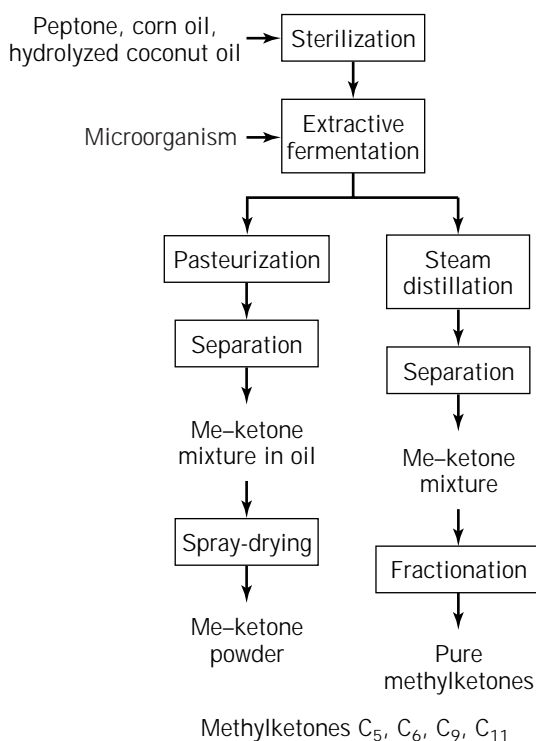 Peptone, corn oil,
hydrolyzed coconut oil
Sterilization
Microorganism
Extractive
fermentation
Pasteurization
Separation
Me–ketone
mixture in oil
Spray-drying
Me–ketone
powder
Steam
distillation
Separation
Me–ketone
mixture
Fractionation
Pure
methylketones
Methylketones C₅, C₆, C₉, C₁₁